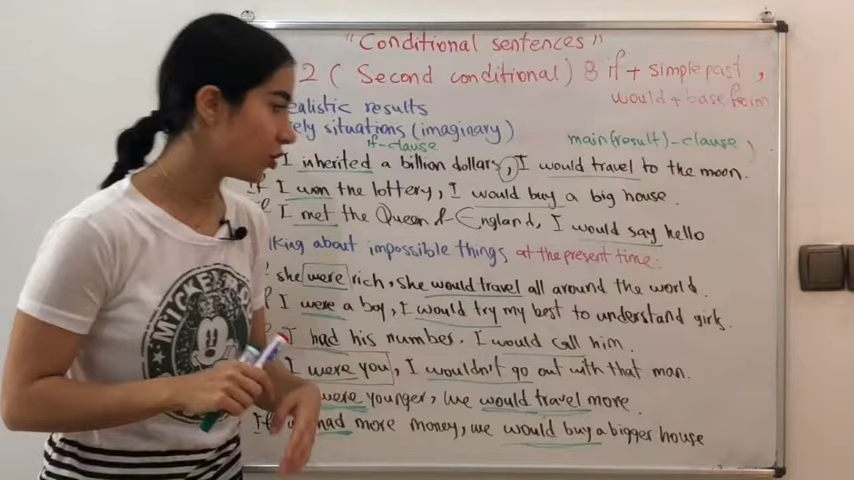 "Conditional sentences"
2 ( Second conditional) : if + simple past ,
would + base form
ealistic results
ely situations (imaginary)
if-clause main(result)-clause )
I inherited a billion dollars, I would travel to the moon.
If I won the lottery, I would buy a big house.
If I met the Queen of England, I would say hello
lking about impossible things at the present time:
she were rich, she would travel all around the world.
f I were a boy, I would try my best to understand girls.
I had his number. I would call him.
I were you, I wouldn't go out with that man.
were younger, we would travel more.
If had more money, we would buy a bigger house
MICKEY